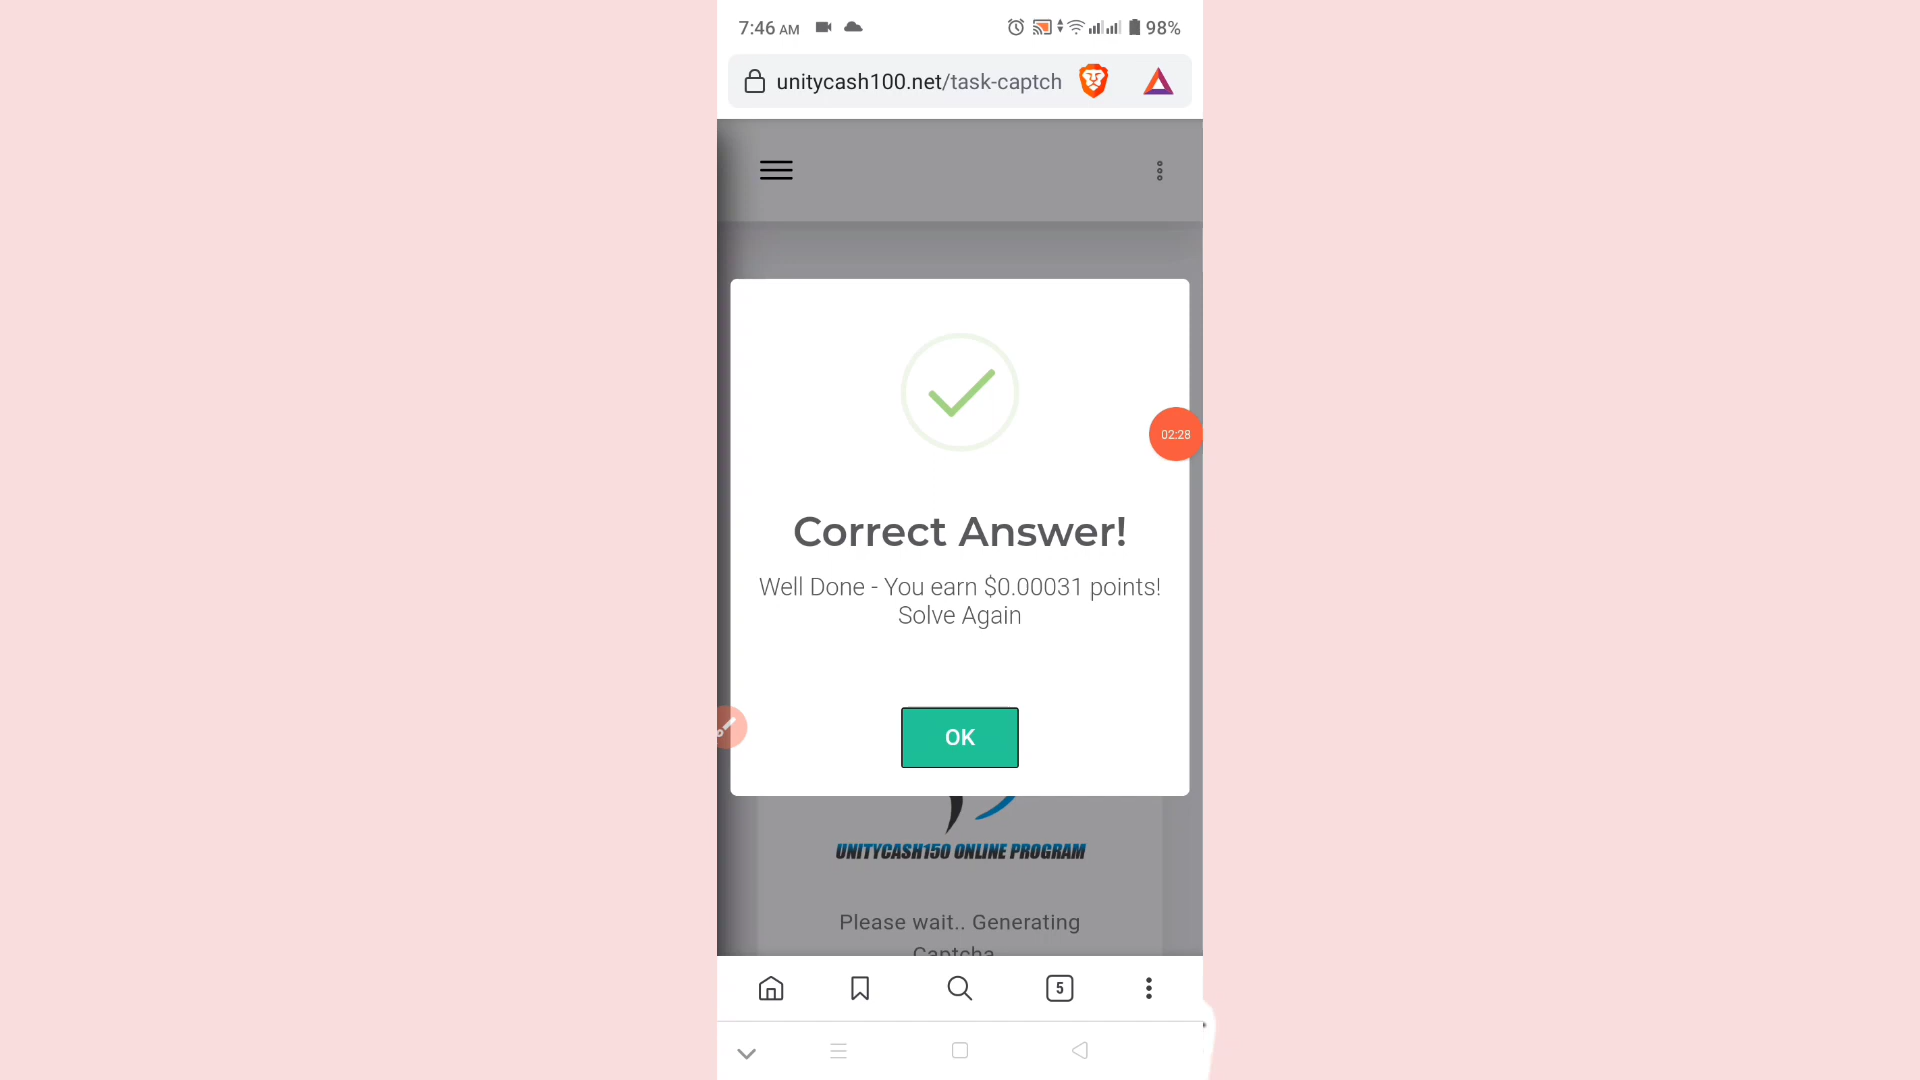 7:46 AM
98%
unitycash100.net/task-captch
02:28
Correct Answer!
Well Done - You earn $0.00031 points!
Solve Again
OK
UNITYCASH150 ONLINE PROGRAM
Please wait.. Generating
Captcha
5